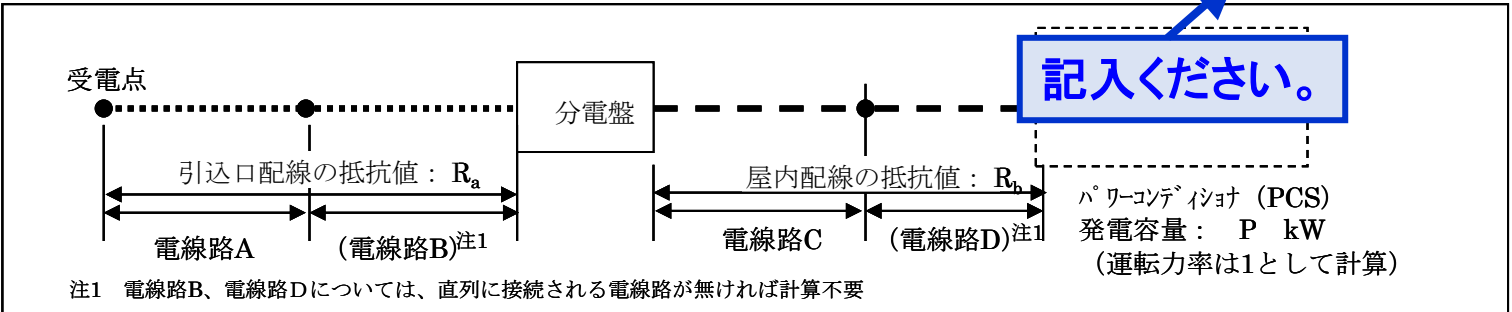 記入ください。
受電点
分電盤
引込口配線の抵抗値： Ra
屋内配線の抵抗値： Rb
電線路A
(電線路B)注1
電線路C
(電線路D)注1
ﾊﾟﾜｰｺﾝﾃﾞｨｼｮﾅ (PCS)
発電容量： P kW
（運転力率は1として計算）
注1 電線路B、電線路Ｄについては、直列に接続される電線路が無ければ計算不要